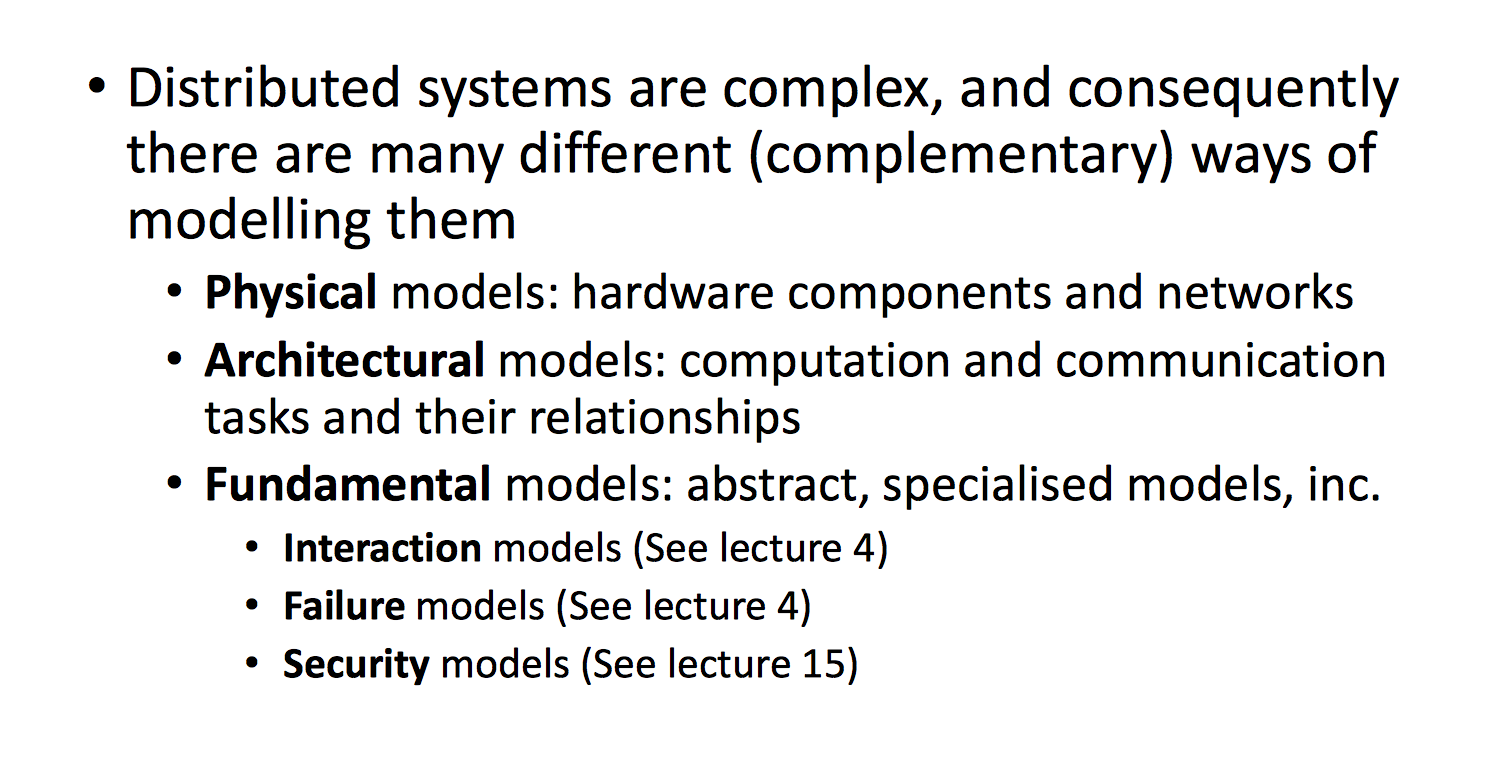 • Distributed systems are complex, and consequently
there are many different (complementary) ways of
modelling them
• Physical models: hardware components and networks
• Architectural models: computation and communication
tasks and their relationships
• Fundamental models: abstract, specialised models, inc.
• Interaction models (See lecture 4)
• Failure models (See lecture 4)
• Security models (See lecture 15)